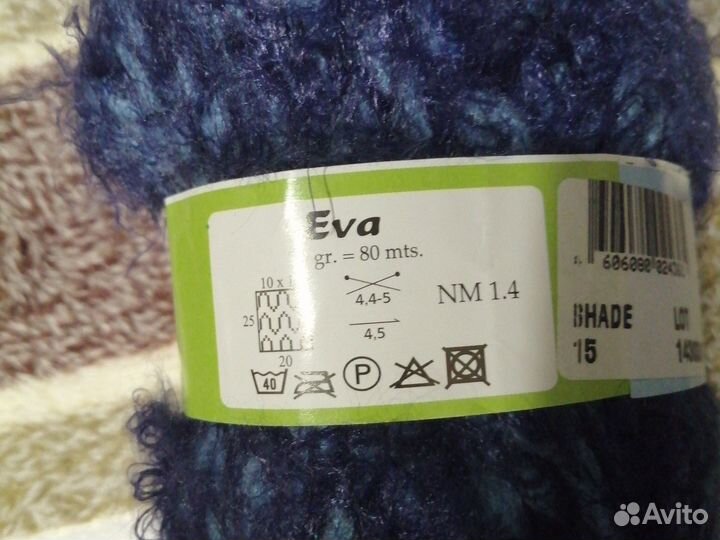 Eva
gr. = 80 mts.
10 x
4,4-5
NM 1.4
25
4,5
20
40
P
SHADE
LOT
15
Avito